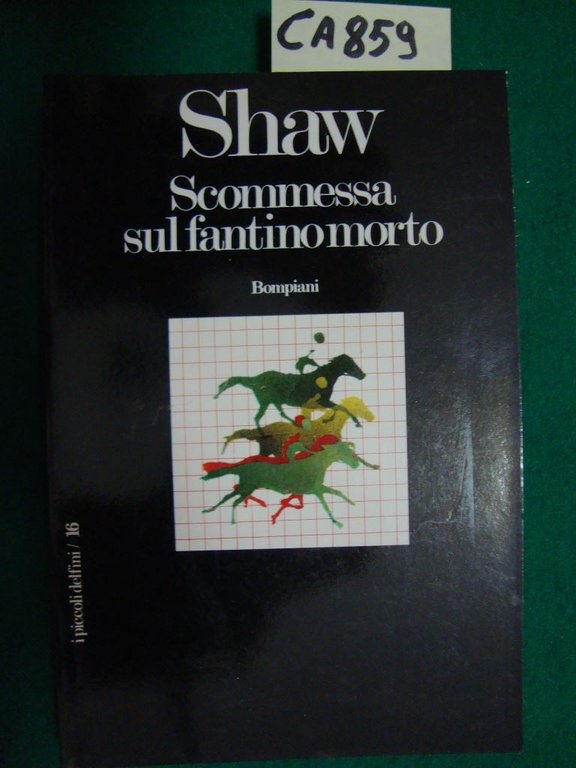 CA859
Shaw
Scommessa
sul fantino morto
Bompiani
i piccoli delfini / 16